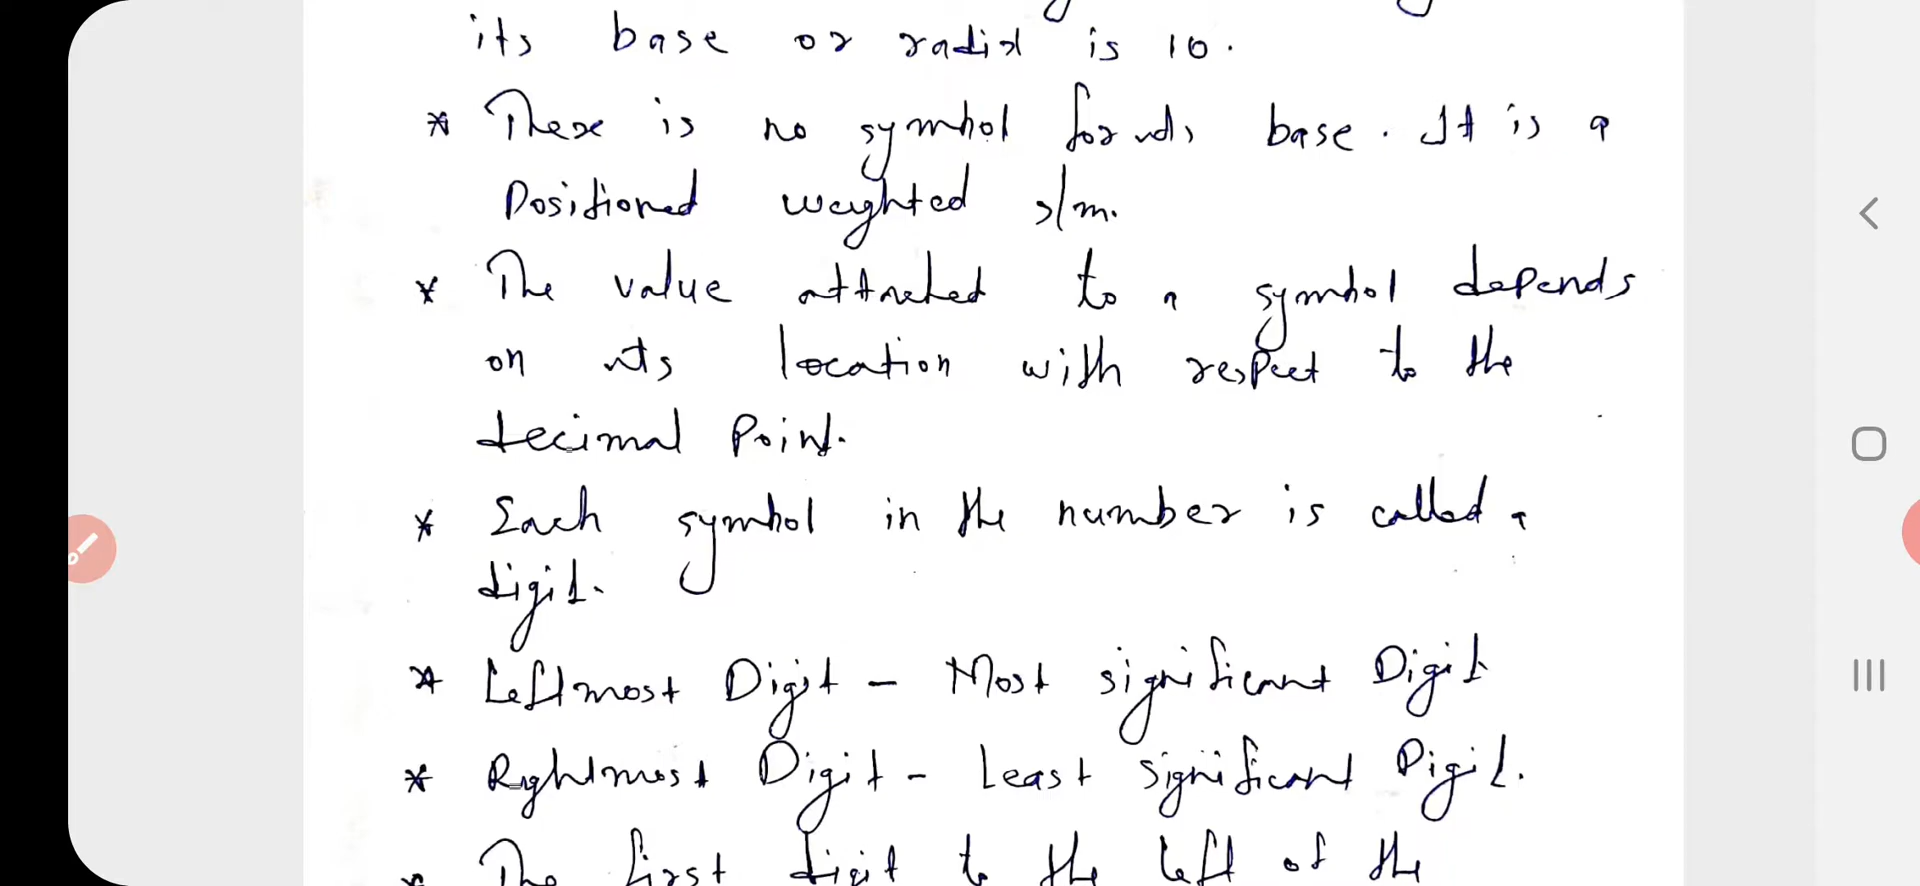 its base or radix is 10.
* There is no symbol for its base. It is a
Positioned weighted s/m.
* The value attached to a symbol depends
on its location with respect to the
decimal point.
* Each symbol in the number is called a
digit.
* Leftmost Digit - Most significant Digit
* Rightmost Digit - Least significant Digit.
* The first digit to the left of the